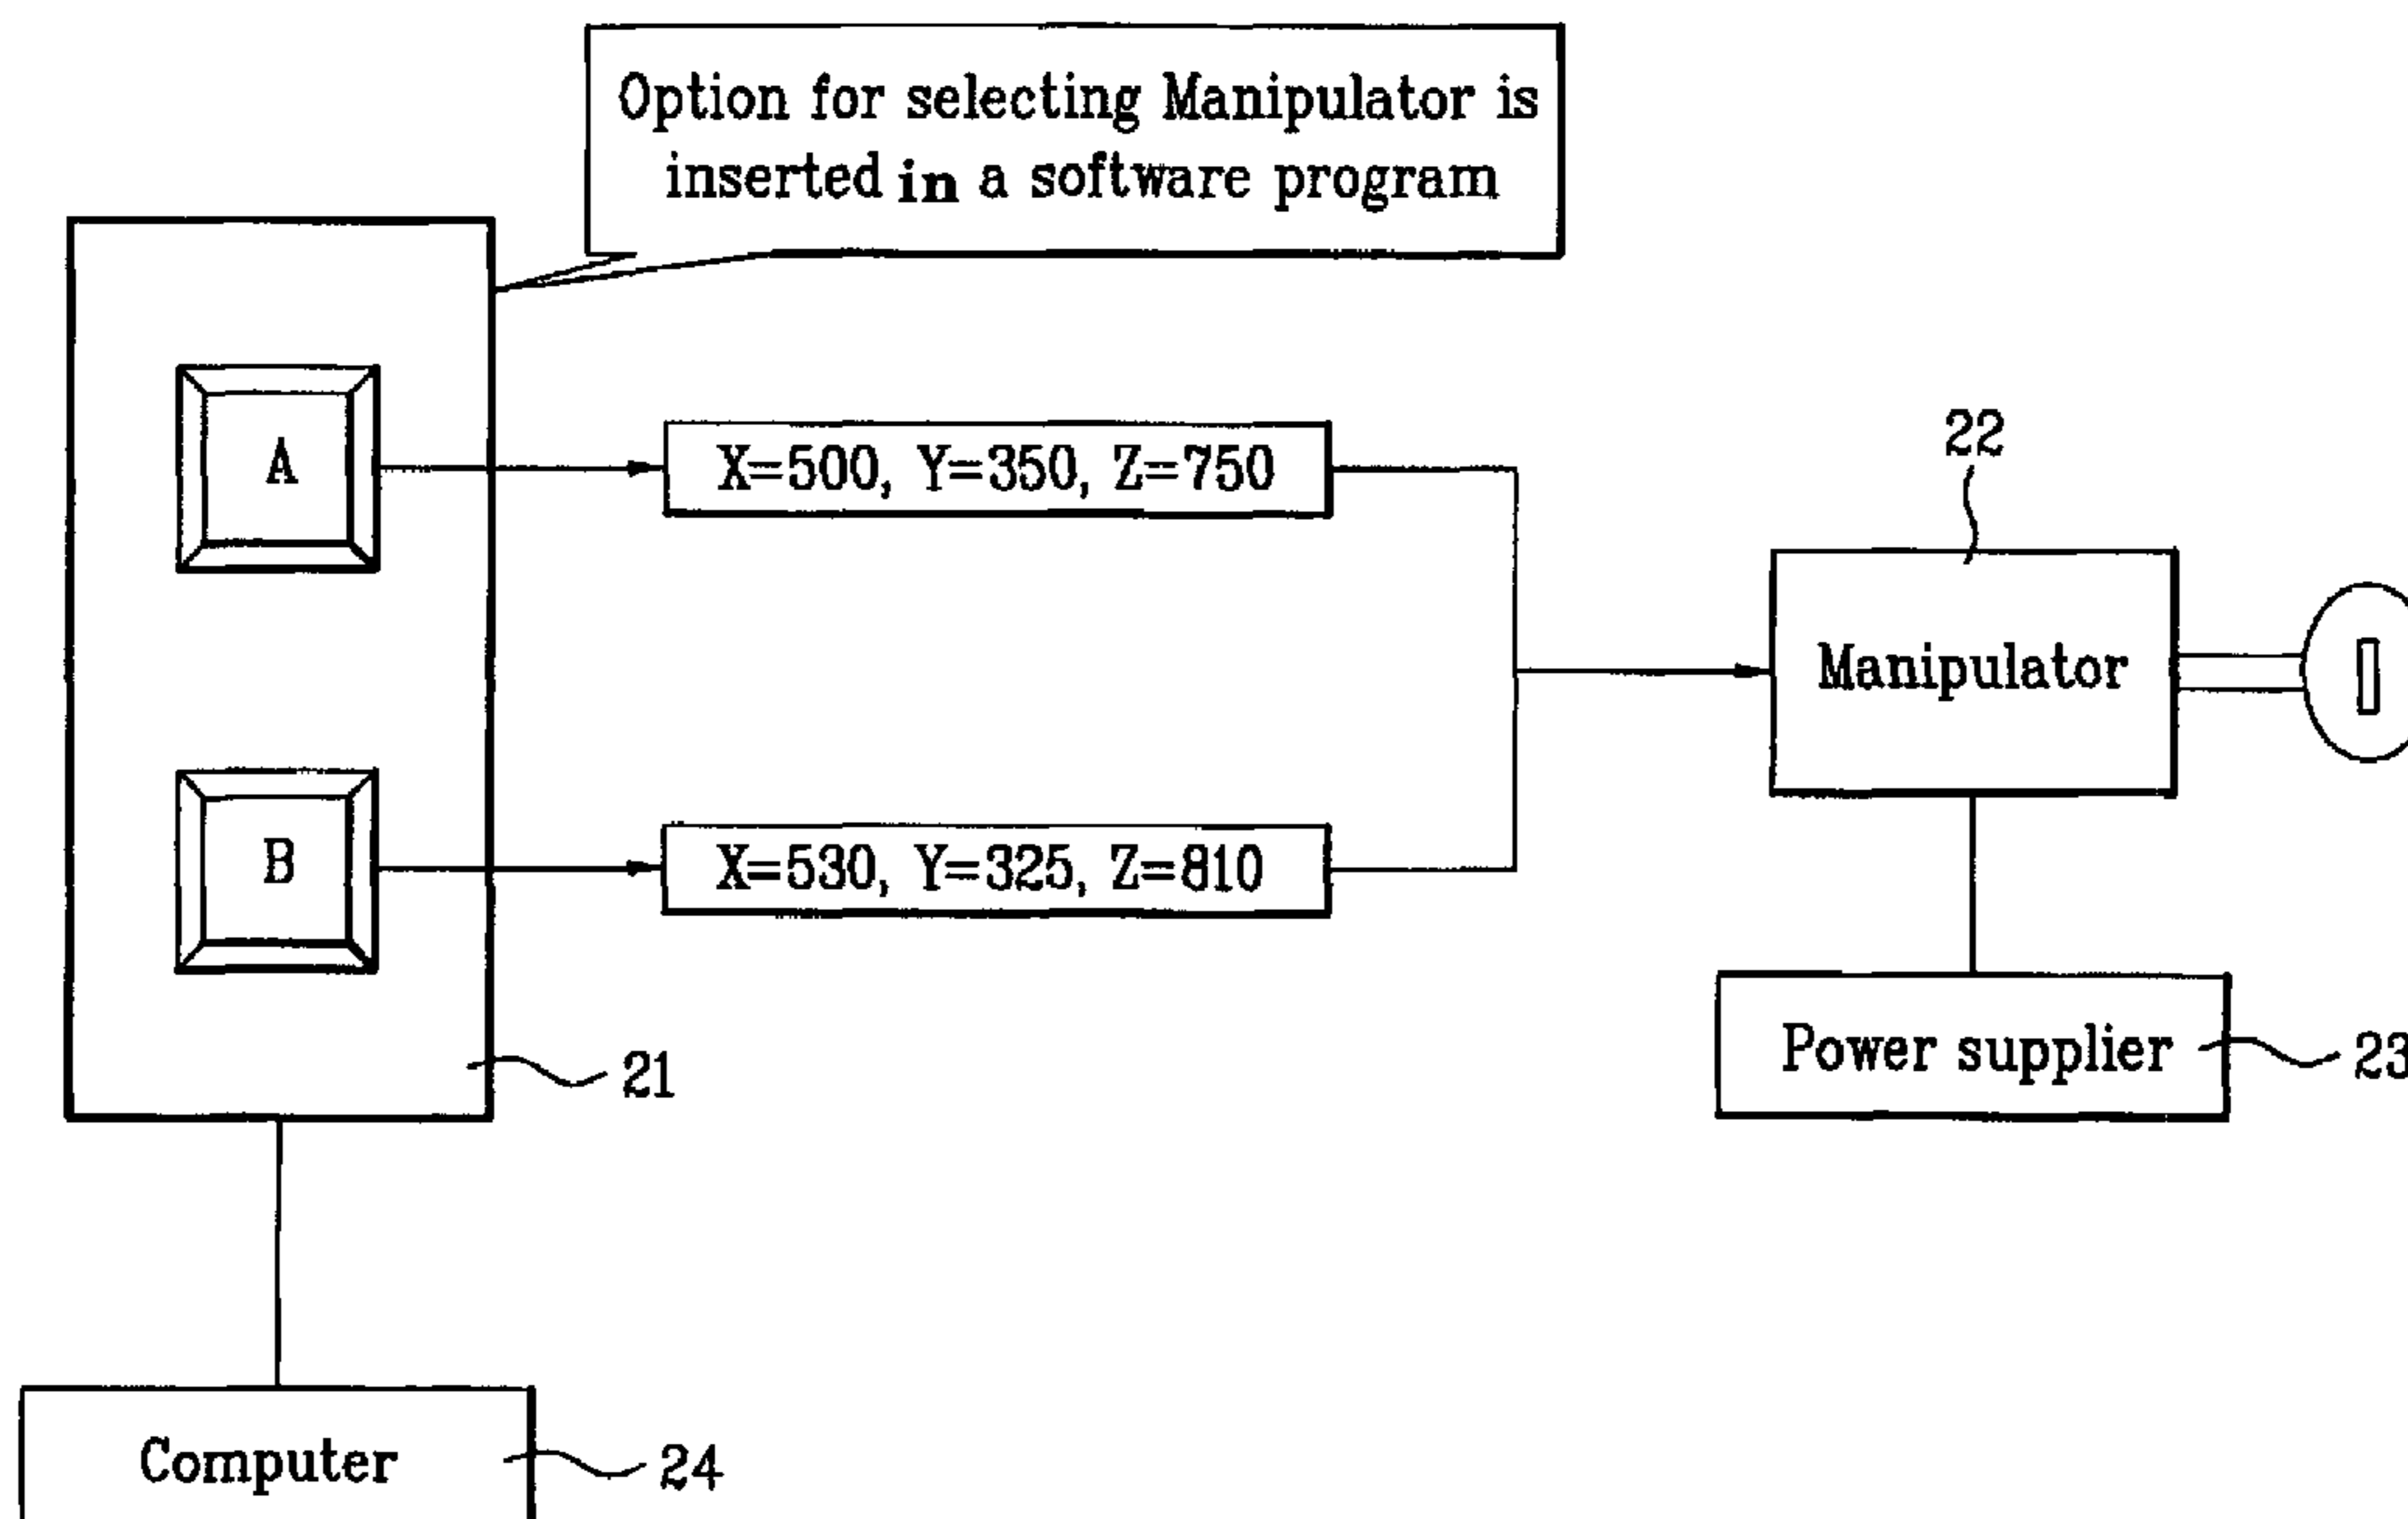 Option for selecting Manipulator is
inserted in a software program
A
X=500, Y=350, Z=750
22
Manipulator
B
X=530, Y=325, Z=810
Power supplier
23
21
Computer
24